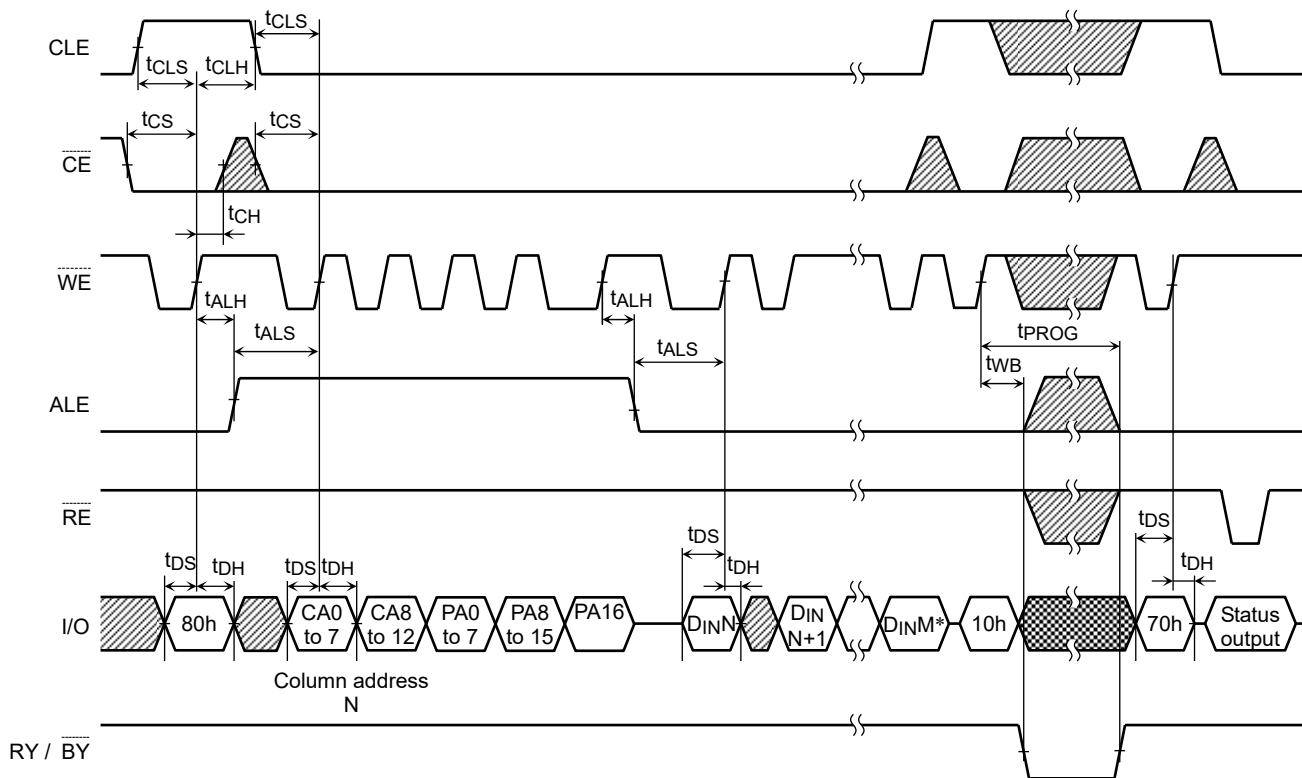 tCLS
CLE
tCLS
tCLH
tCS
tCS
CE
tCH
WE
tALH
tALH
tPROG
tALS
tALS
tWB
ALE
RE
tDS
tDH
tDS
tDH
tDS
tDH
tDS
tDH
I/O
80h
CA0
to 7
CA8
to 12
PA0
to 7
PA8
to 15
PA16
DINN
DIN
N+1
DINM*
10h
70h
Status
output
Column address
N
RY / BY